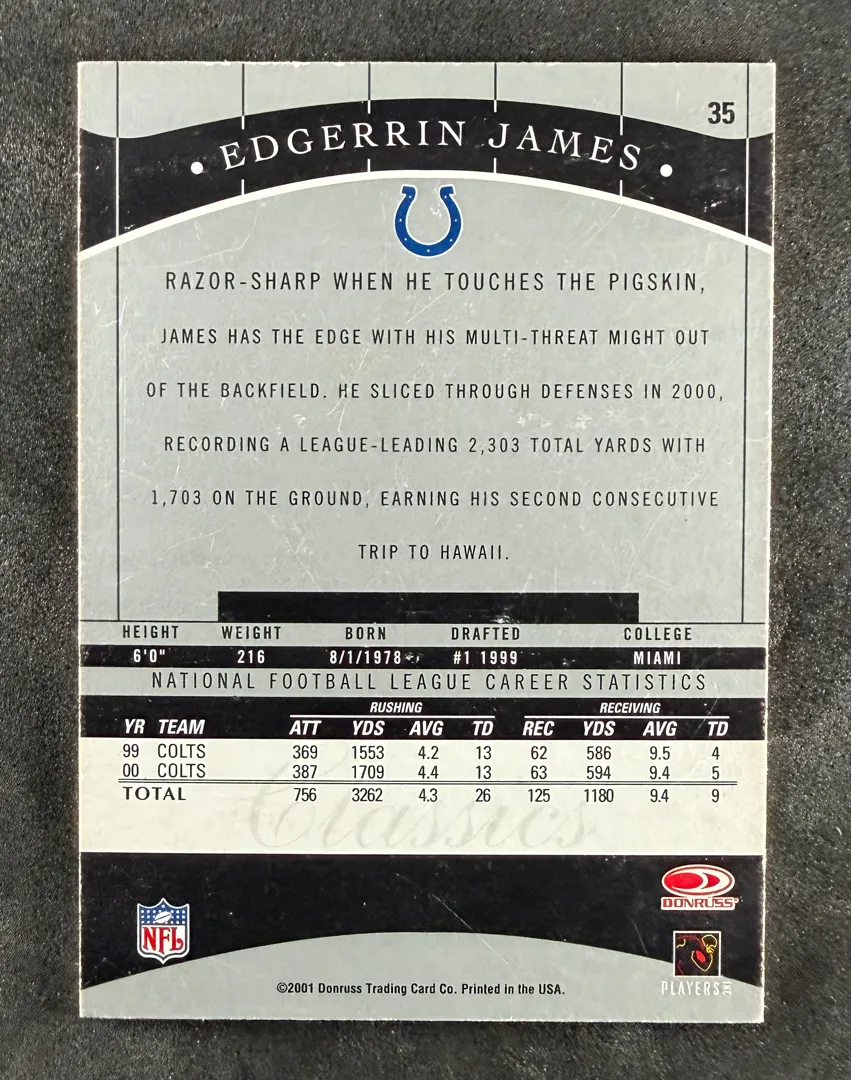 35
• EDGERRIN JAMES •
RAZOR-SHARP WHEN HE TOUCHES THE PIGSKIN,
JAMES HAS THE EDGE WITH HIS MULTI-THREAT MIGHT OUT
OF THE BACKFIELD. HE SLICED THROUGH DEFENSES IN 2000,
RECORDING A LEAGUE-LEADING 2,303 TOTAL YARDS WITH
1,703 ON THE GROUND, EARNING HIS SECOND CONSECUTIVE
TRIP TO HAWAII.
HEIGHT WEIGHT BORN DRAFTED COLLEGE
6'0" 216 8/1/1978 #1 1999 MIAMI
NATIONAL FOOTBALL LEAGUE CAREER STATISTICS
RUSHING RECEIVING
YR TEAM ATT YDS AVG TD REC YDS AVG TD
99 COLTS 369 1553 4.2 13 62 586 9.5 4
00 COLTS 387 1709 4.4 13 63 594 9.4 5
TOTAL 756 3262 4.3 26 125 1180 9.4 9
Classics
DONRUSS
NFL
PLAYERS INC
©2001 Donruss Trading Card Co. Printed in the USA.